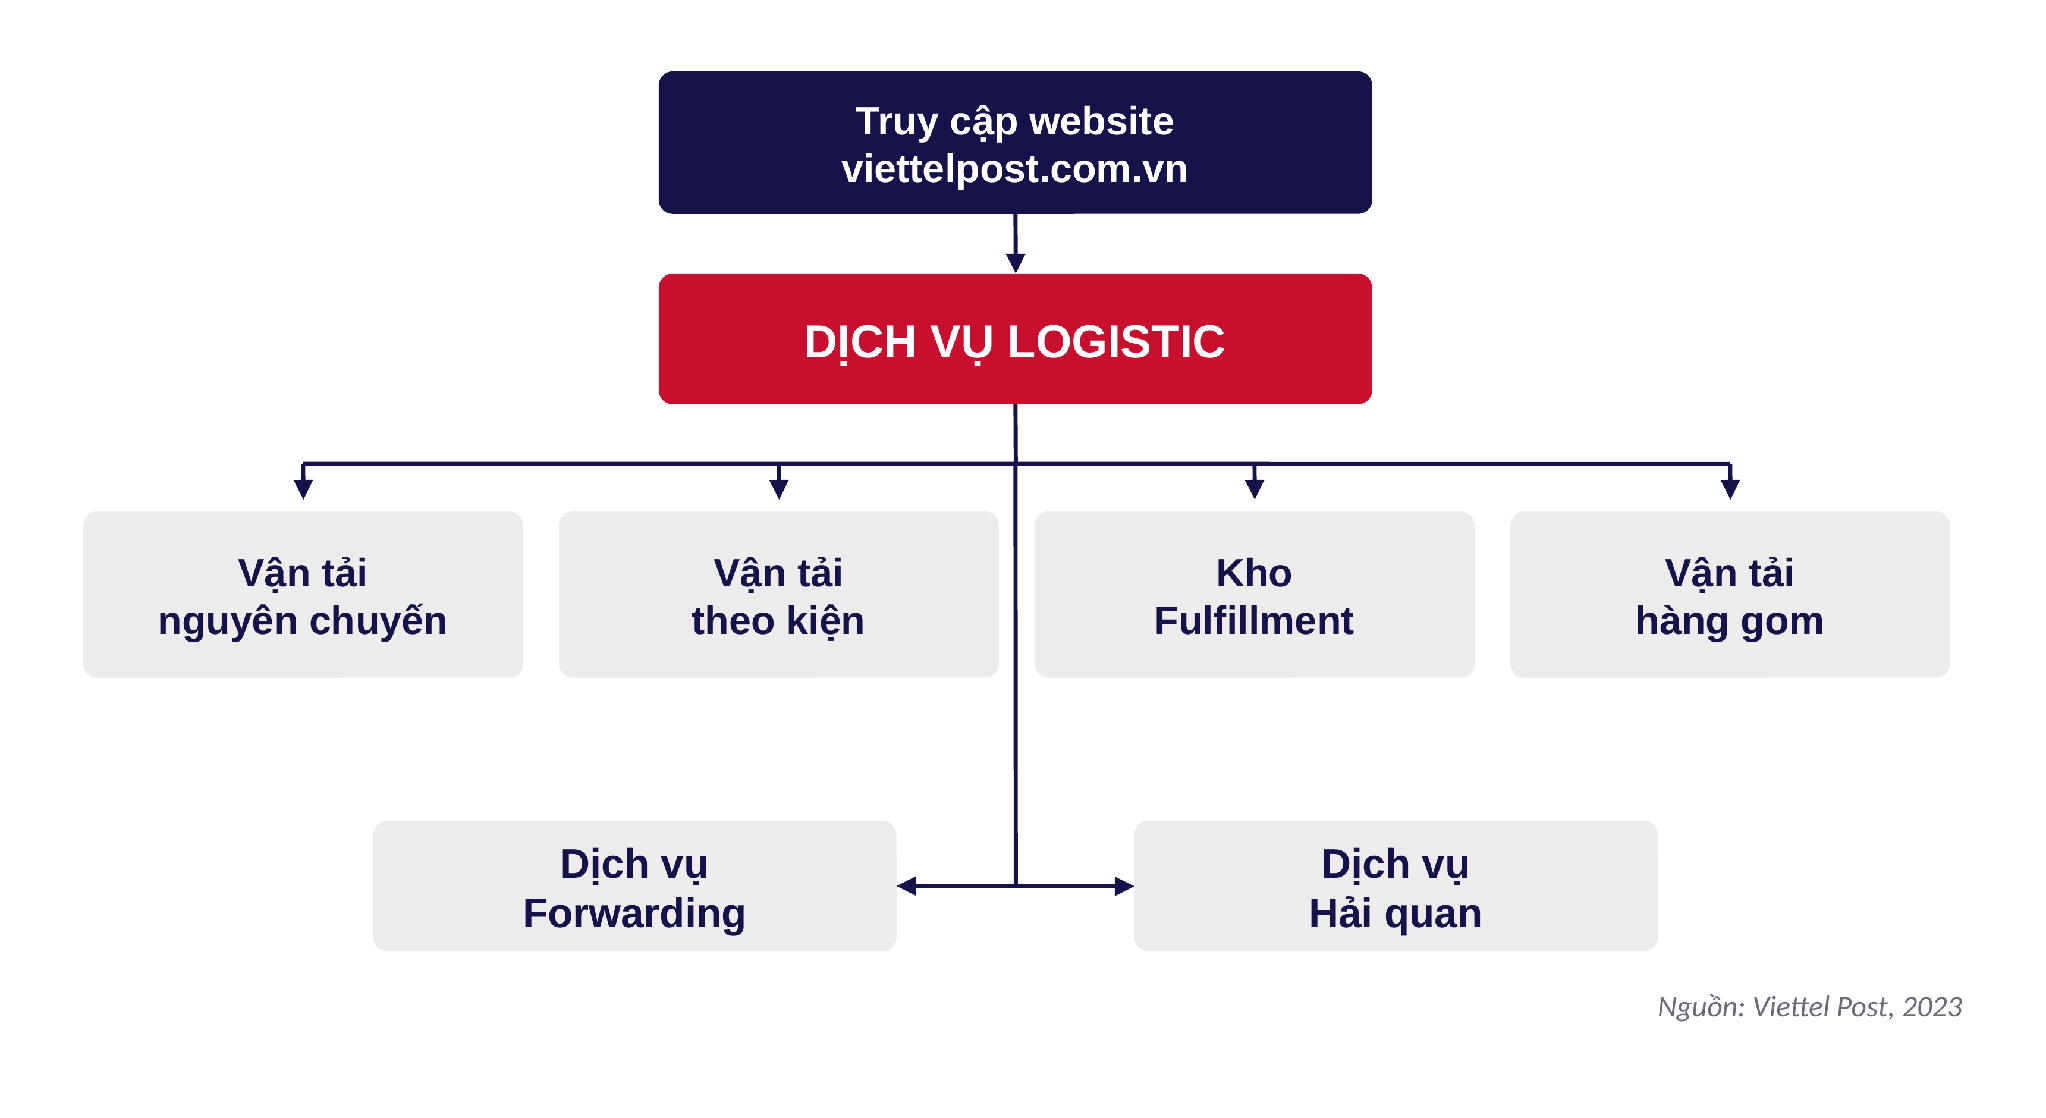 Truy cập website
viettelpost.com.vn
DỊCH VỤ LOGISTIC
Vận tải
nguyên chuyến
Vận tải
theo kiện
Kho
Fulfillment
Vận tải
hàng gom
Dịch vụ
Forwarding
Dịch vụ
Hải quan
Nguồn: Viettel Post, 2023